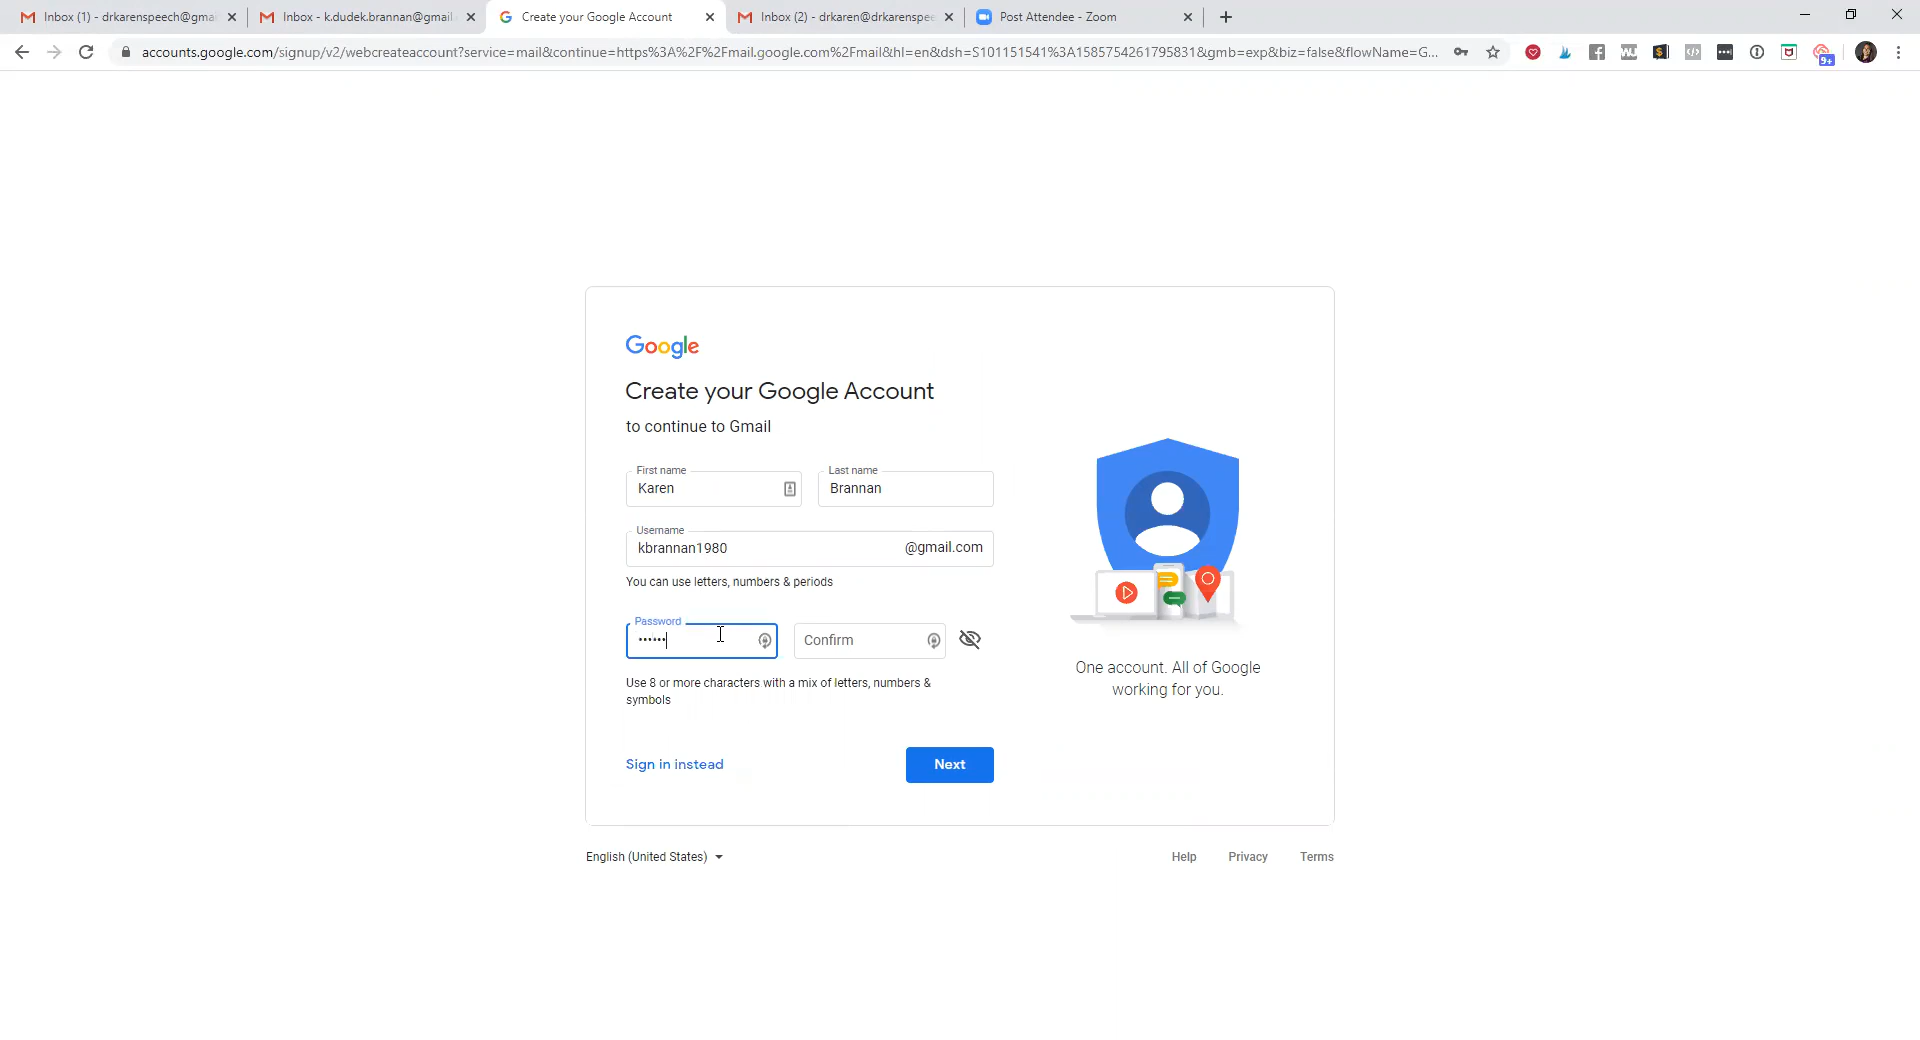 Inbox (1) - drkarenspeech@gmai
Inbox - k.dudek.brannan@gmail.
Create your Google Account
Inbox (2) - drkaren@drkarenspee
Post Attendee - Zoom
accounts.google.com/signup/v2/webcreateaccount?service=mail&continue=https%3A%2F%2Fmail.google.com%2Fmail&hl=en&dsh=S101151541%3A1585754261795831&gmb=exp&biz=false&flowName=G...
9+
Google
Create your Google Account
to continue to Gmail
First name
Last name
Karen
Brannan
Username
kbrannan1980
@gmail.com
You can use letters, numbers & periods
Password
••••••
Confirm
Use 8 or more characters with a mix of letters, numbers &
symbols
Sign in instead
Next
One account. All of Google
working for you.
English (United States)
Help
Privacy
Terms